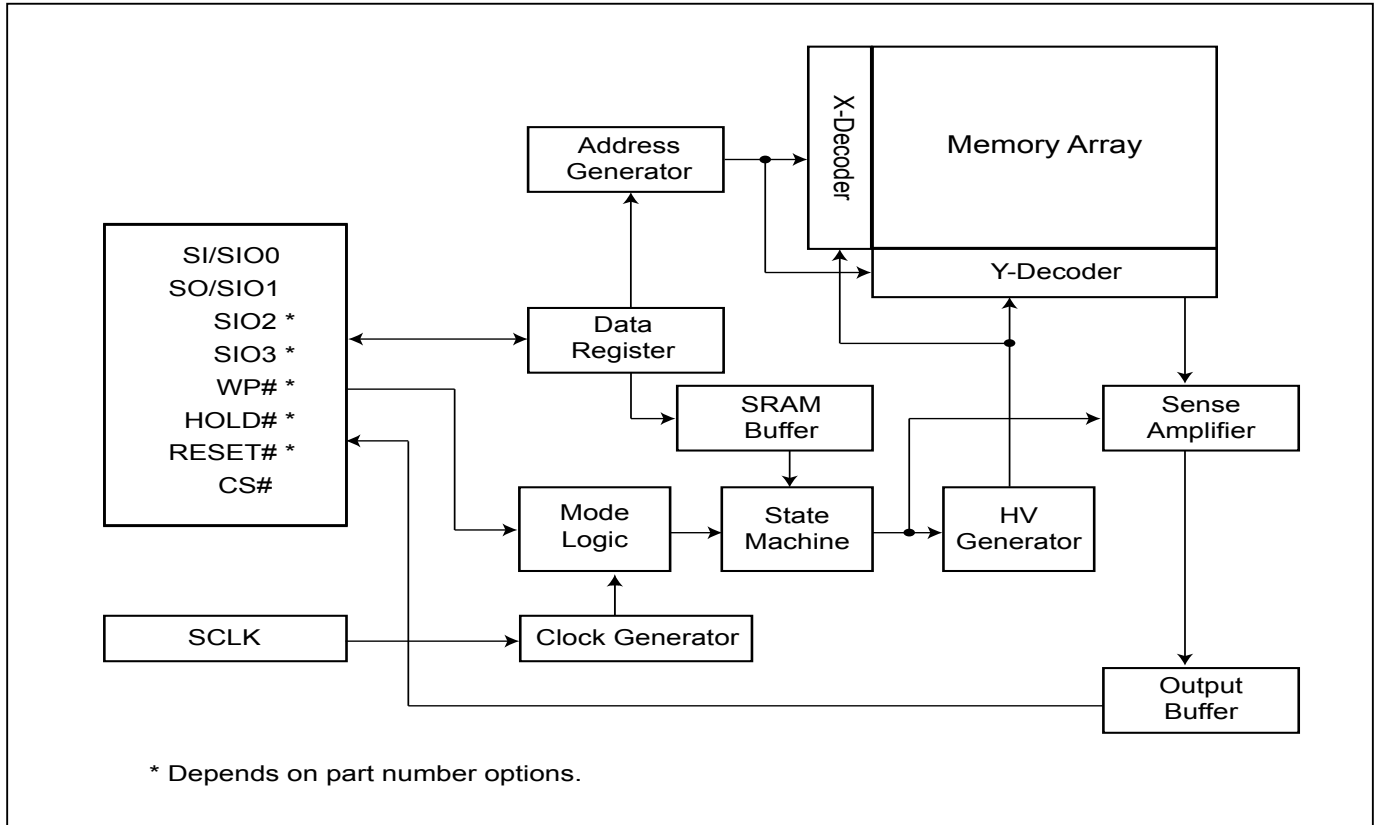 X-Decoder
Memory Array
Address
Generator
Y-Decoder
SI/SIO0
SO/SIO1
SIO2 *
SIO3 *
WP# *
HOLD# *
RESET# *
CS#
Data
Register
SRAM
Buffer
Sense
Amplifier
Mode
Logic
State
Machine
HV
Generator
SCLK
Clock Generator
Output
Buffer
* Depends on part number options.